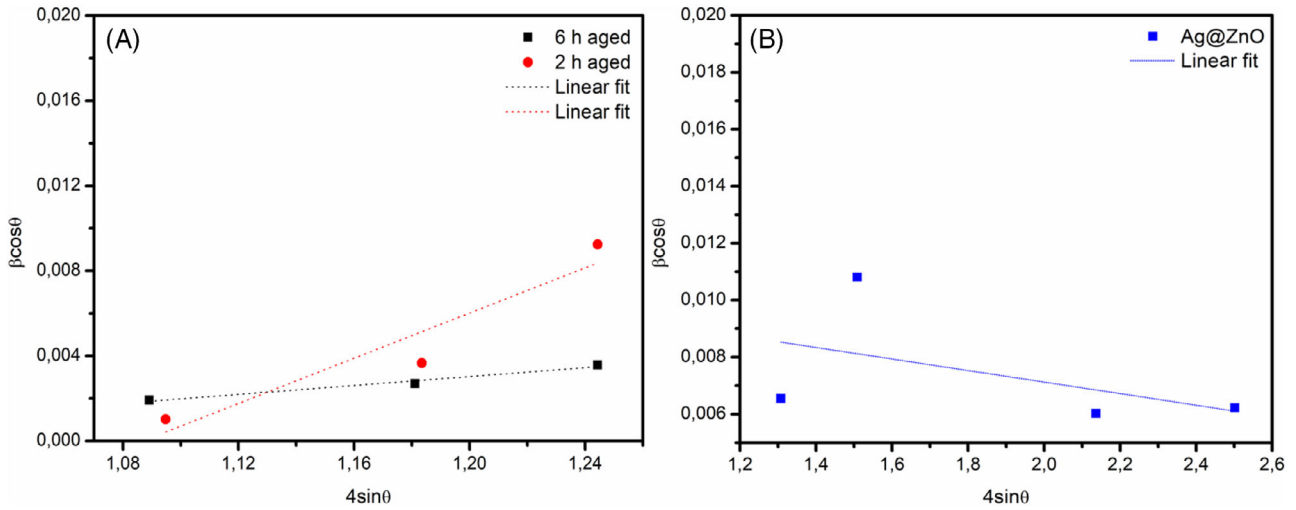 (A)
6 h aged
2 h aged
Linear fit
Linear fit
0,020
0,016
0,012
0,008
0,004
0,000
βcosθ
1,08
1,12
1,16
1,20
1,24
4sinθ
(B)
Ag@ZnO
Linear fit
0,020
0,018
0,016
0,014
0,012
0,010
0,008
0,006
βcosθ
1,2
1,4
1,6
1,8
2,0
2,2
2,4
2,6
4sinθ